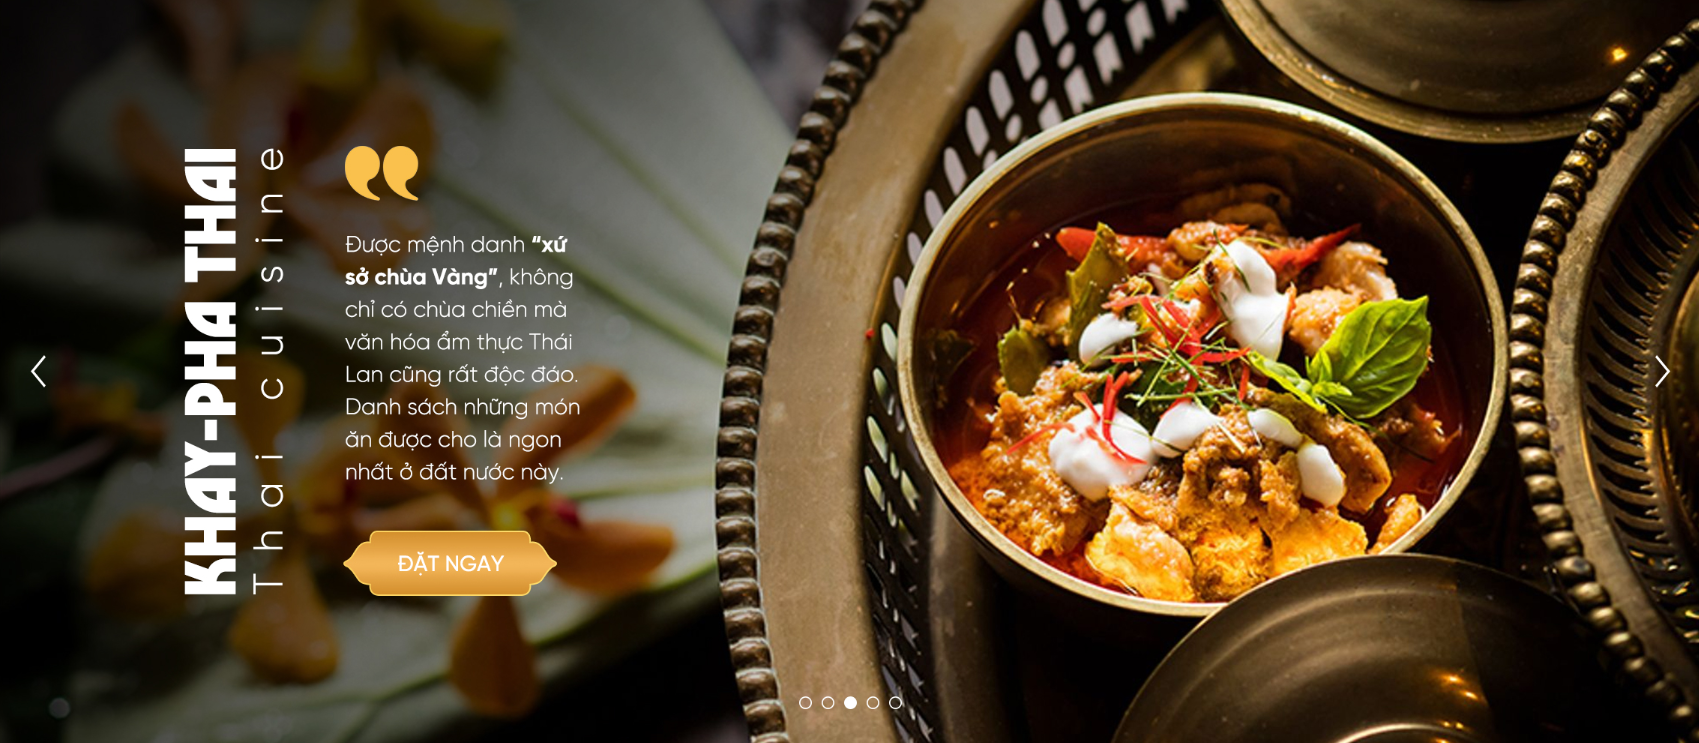 KHAY-PHA THAI
Thai cuisine
Được mệnh danh “xứ
sở chùa Vàng”, không
chỉ có chùa chiền mà
văn hóa ẩm thực Thái
Lan cũng rất độc đáo.
Danh sách những món
ăn được cho là ngon
nhất ở đất nước này.
ĐẶT NGAY